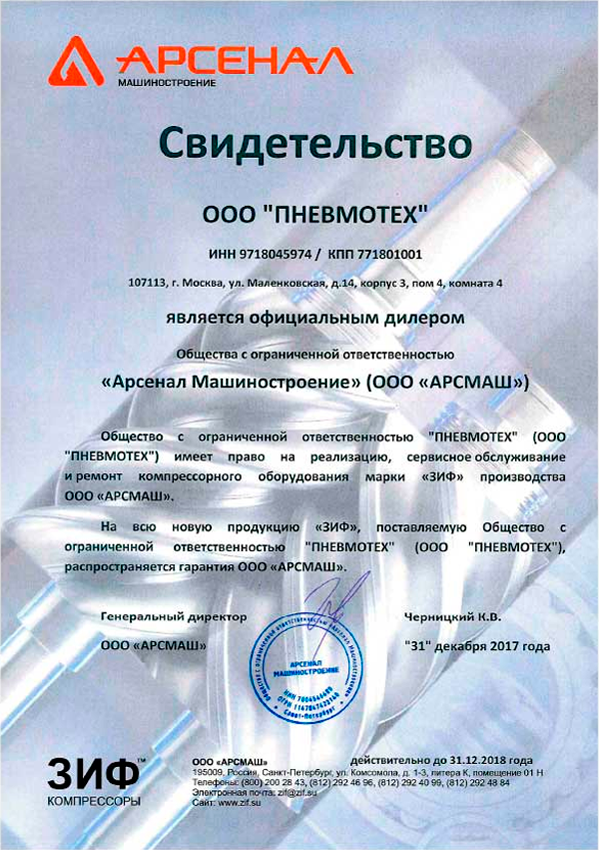 АРСЕНАЛ
МАШИНОСТРОЕНИЕ
Свидетельство
ООО "ПНЕВМОТЕХ"
ИНН 9718045974 / КПП 771801001
107113, г. Москва, ул. Маленковская, д.14, корпус 3, пом 4, комната 4
является официальным дилером
Общества с ограниченной ответственностью
«Арсенал Машиностроение» (ООО «АРСМАШ»)
Общество с ограниченной ответственностью "ПНЕВМОТЕХ" (ООО
"ПНЕВМОТЕХ") имеет право на реализацию, сервисное обслуживание
и ремонт компрессорного оборудования марки «ЗИФ» производства
ООО «АРСМАШ».
На всю новую продукцию «ЗИФ», поставляемую Общество с
ограниченной ответственностью "ПНЕВМОТЕХ" (ООО "ПНЕВМОТЕХ"),
распространяется гарантия ООО «АРСМАШ».
Генеральный директор
Черницкий К.В.
ООО «АРСМАШ»
"31" декабря 2017 года
АРСЕНАЛ
МАШИНОСТРОЕНИЕ
Санкт-Петербург
ЗИФ™
КОМПРЕССОРЫ
ООО «АРСМАШ»
действительно до 31.12.2018 года
195009, Россия, Санкт-Петербург, ул. Комсомола, д. 1-3, литера К, помещение 01 Н
Телефоны: (800) 200 28 43, (812) 292 46 96, (812) 292 40 99, (812) 292 48 84
Электронная почта: zif@zif.su
Сайт: www.zif.su